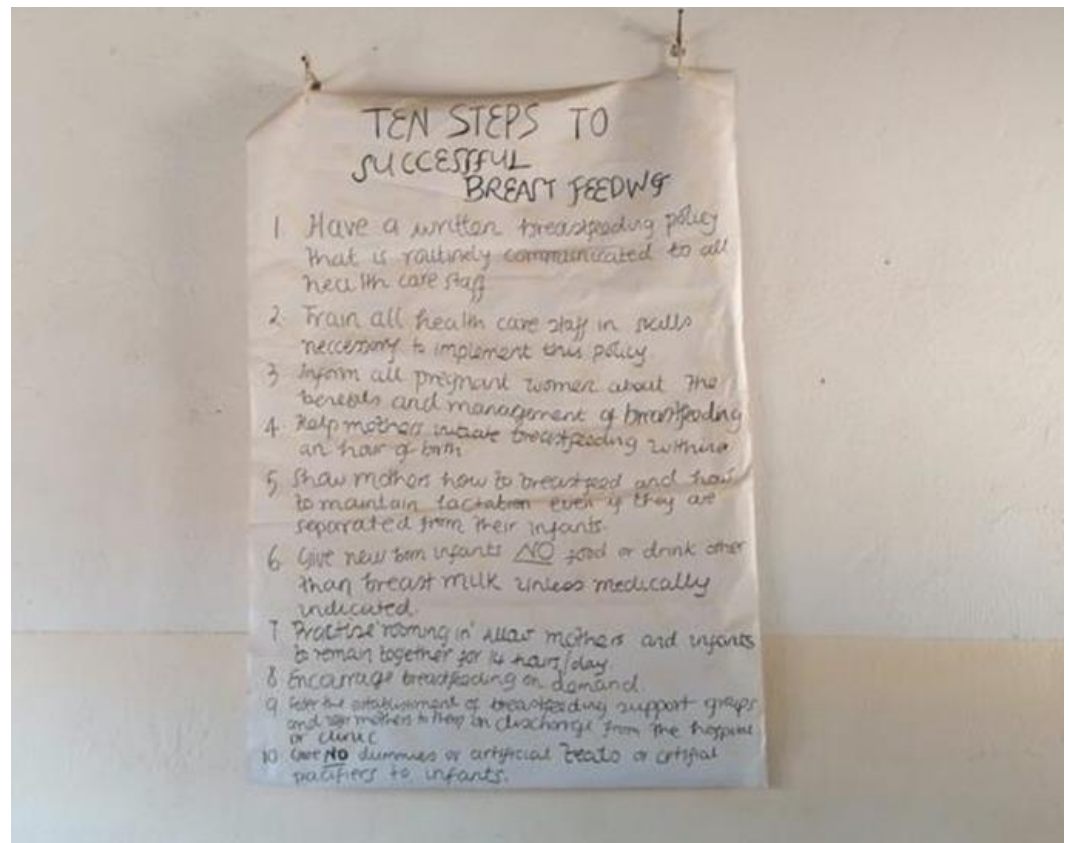 TEN STEPS TO
SUCCESSFUL
BREAST FEEDING
1 Have a written breastfeeding policy
that is routinely communicated to all
health care staff
2 Train all health care staff in skills
neccessary to implement this policy
3 Inform all pregnant women about the
benefits and management of breastfeeding
4. Help mothers initiate breastfeeding within
an hour of birth
5 Show mothers how to breastfeed and how
to maintain lactation even if they are
separated from their infants.
6 Give new born infants NO food or drink other
than breast milk unless medically
indicated.
7 Practise 'rooming in' allow mothers and infants
to remain together for hours/day.
8 Encourage breastfeeding on demand.
9 the establishment of breastfeeding support groups
and refer mothers to them on discharge from the hospital
or clinic
10 Give NO dummies or artificial or
pacifiers to infants.